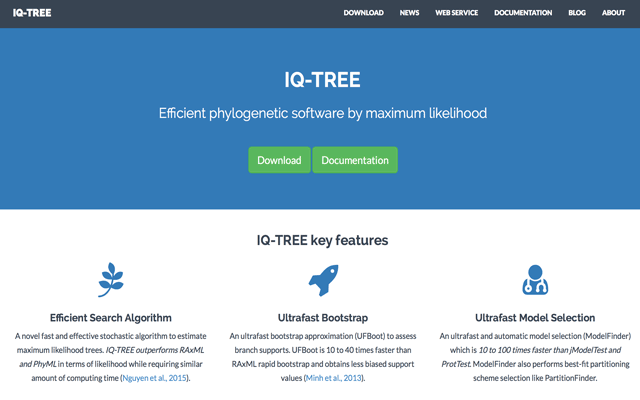 IQ-TREE
DOWNLOAD NEWS WEB SERVICE DOCUMENTATION BLOG ABOUT
IQ-TREE
Efficient phylogenetic software by maximum likelihood
Download Documentation
IQ-TREE key features
Efficient Search Algorithm
A novel fast and effective stochastic algorithm to estimate
maximum likelihood trees. IQ-TREE outperforms RAxML
and PhyML in terms of likelihood while requiring similar
amount of computing time (Nguyen et al., 2015).
Ultrafast Bootstrap
An ultrafast bootstrap approximation (UFBoot) to assess
branch supports. UFBoot is 10 to 40 times faster than
RAxML rapid bootstrap and obtains less biased support
values (Minh et al., 2013).
Ultrafast Model Selection
An ultrafast and automatic model selection (ModelFinder)
which is 10 to 100 times faster than jModelTest and
ProtTest. ModelFinder also performs best-fit partitioning
scheme selection like PartitionFinder.